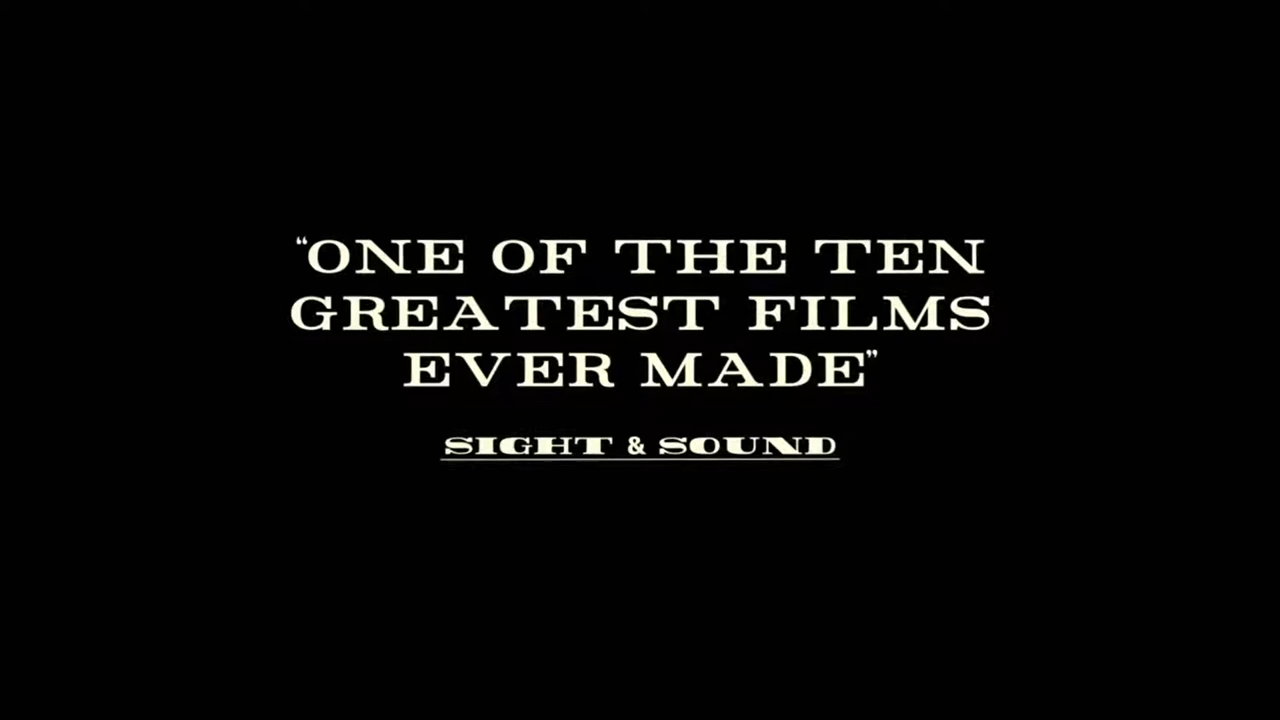 “ONE OF THE TEN
GREATEST FILMS
EVER MADE”
SIGHT & SOUND